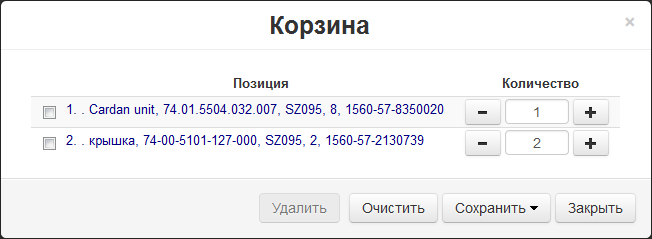 Корзина ×
Позиция Количество
1. . Cardan unit, 74.01.5504.032.007, SZ095, 8, 1560-57-8350020 − 1 +
2. . крышка, 74-00-5101-127-000, SZ095, 2, 1560-57-2130739 − 2 +
Удалить Очистить Сохранить Закрыть